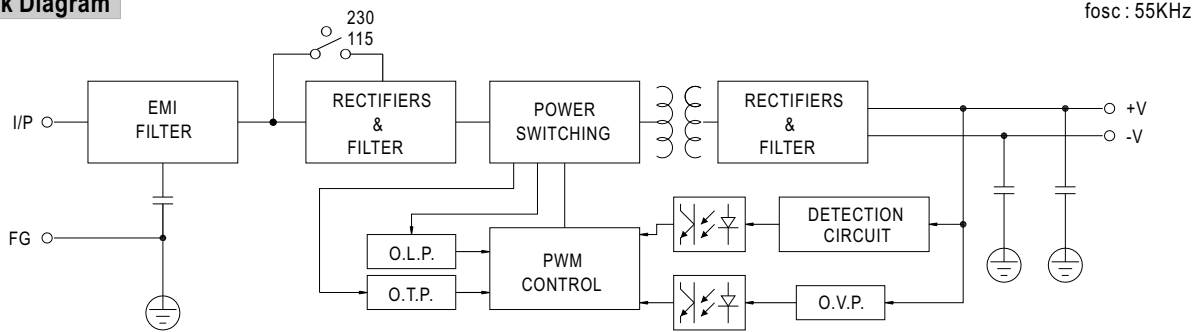 k Diagram
fosc : 55KHz
230
115
I/P
EMI
FILTER
RECTIFIERS
&
FILTER
POWER
SWITCHING
RECTIFIERS
&
FILTER
+V
-V
FG
O.L.P.
O.T.P.
PWM
CONTROL
DETECTION
CIRCUIT
O.V.P.